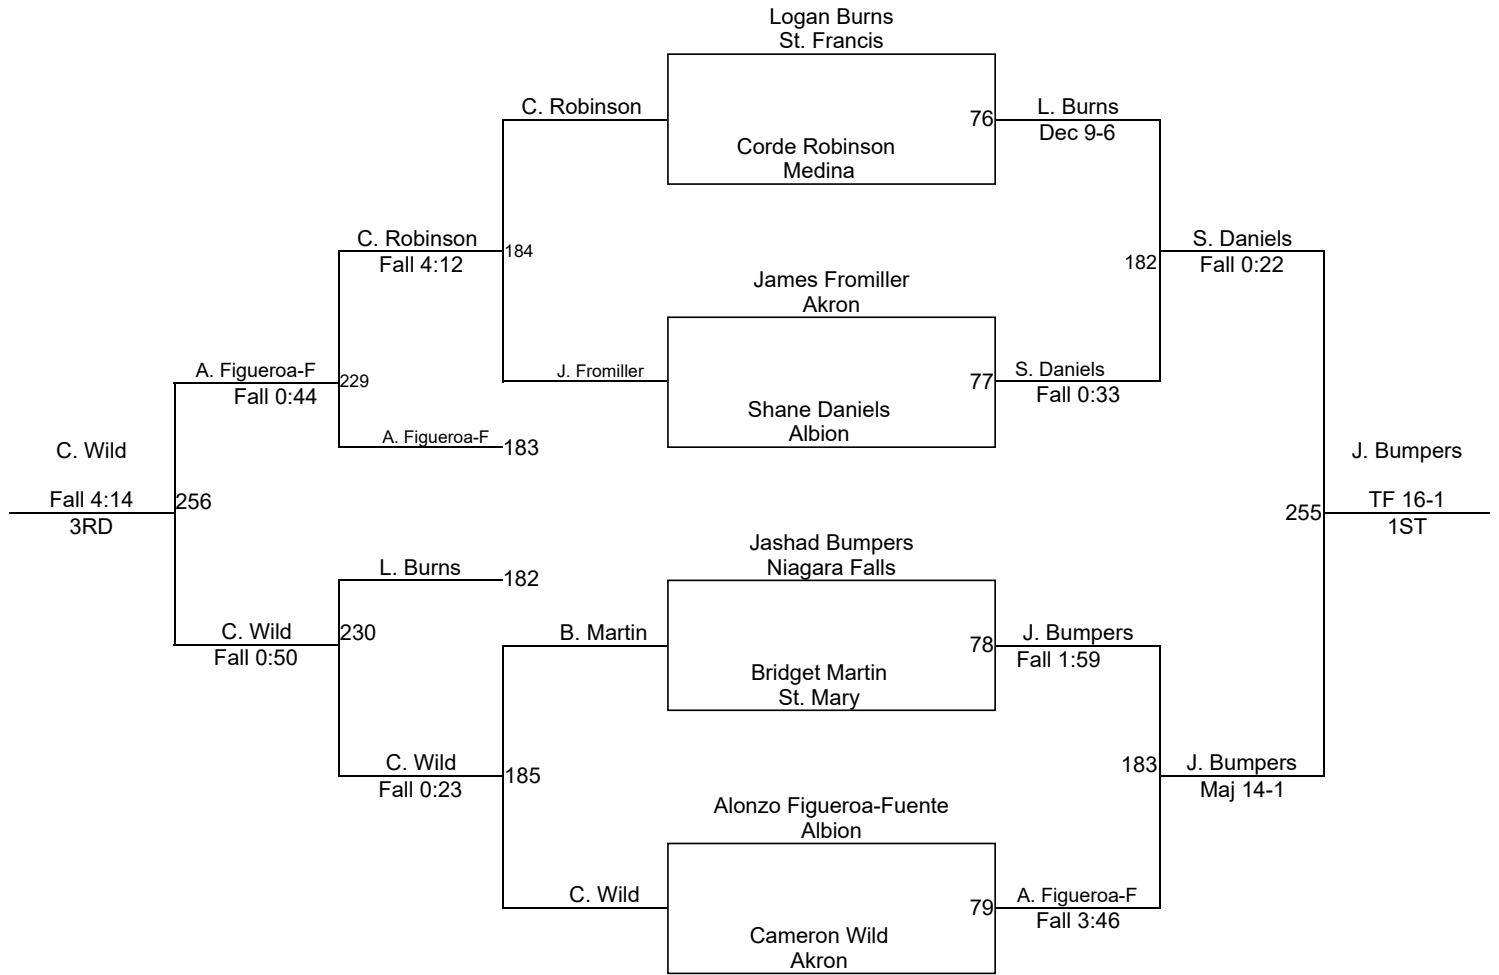 Logan Burns
St. Francis
C. Robinson
76
L. Burns
Dec 9-6
Corde Robinson
Medina
C. Robinson
Fall 4:12
184
182
S. Daniels
Fall 0:22
James Fromiller
Akron
A. Figueroa-F
Fall 0:44
229
J. Fromiller
77
S. Daniels
Fall 0:33
Shane Daniels
Albion
A. Figueroa-F
183
C. Wild
Fall 4:14
3RD
256
J. Bumpers
TF 16-1
1ST
255
Jashad Bumpers
Niagara Falls
L. Burns
182
C. Wild
Fall 0:50
230
B. Martin
78
J. Bumpers
Fall 1:59
Bridget Martin
St. Mary
C. Wild
Fall 0:23
185
183
J. Bumpers
Maj 14-1
Alonzo Figueroa-Fuente
Albion
C. Wild
79
A. Figueroa-F
Fall 3:46
Cameron Wild
Akron